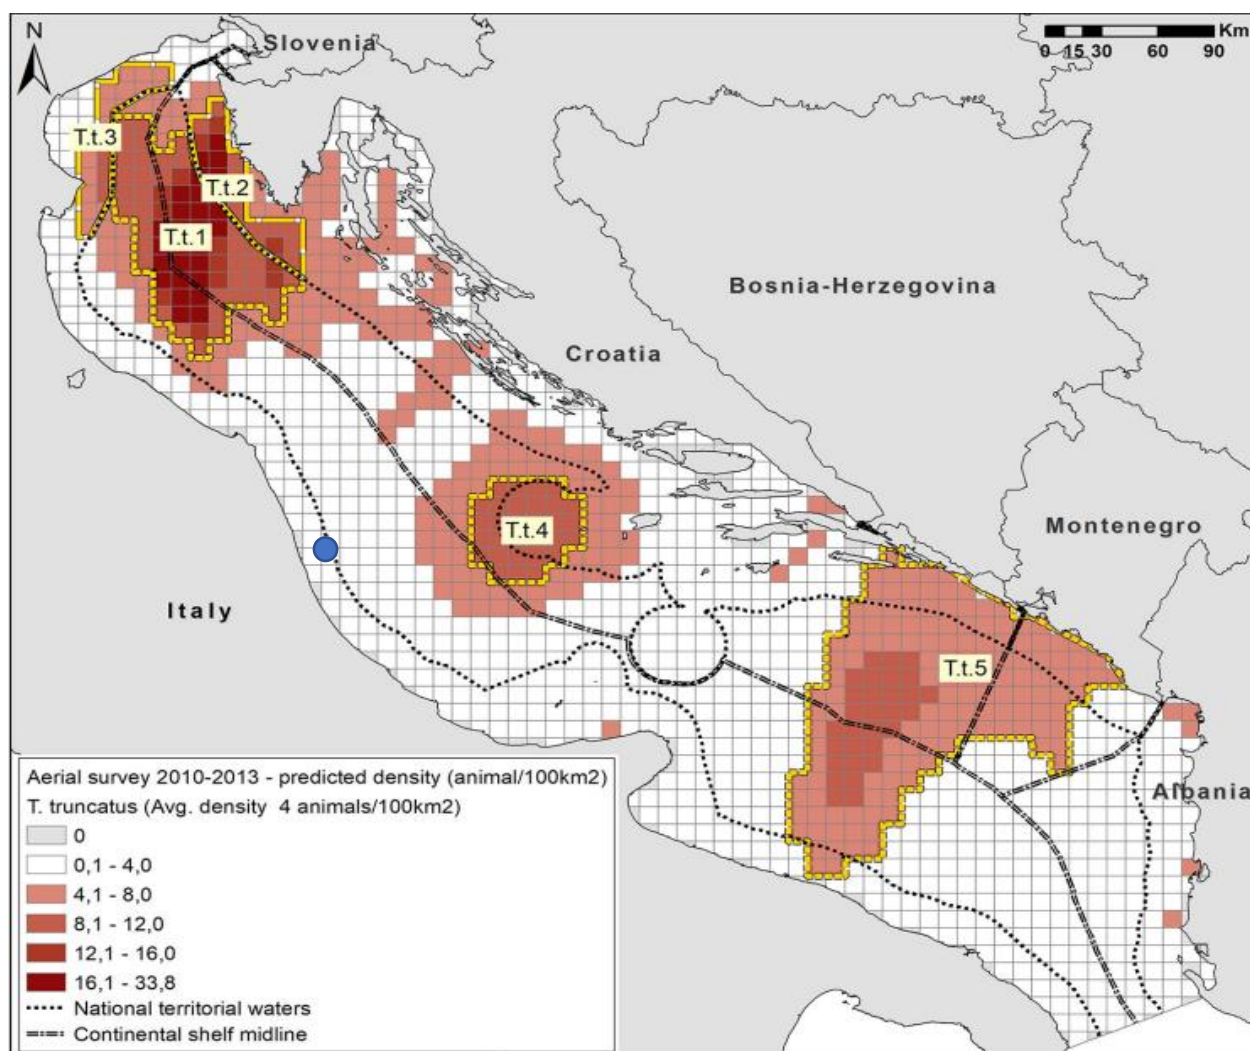 N
Slovenia
Km
0 15 30 60 90
T.t.3
T.t.2
T.t.1
Bosnia-Herzegovina
Croatia
T.t.4
Montenegro
Italy
T.t.5
Albania
Aerial survey 2010-2013 - predicted density (animal/100km2)
T. truncatus (Avg. density 4 animals/100km2)
0
0,1 - 4,0
4,1 - 8,0
8,1 - 12,0
12,1 - 16,0
16,1 - 33,8
National territorial waters
Continental shelf midline